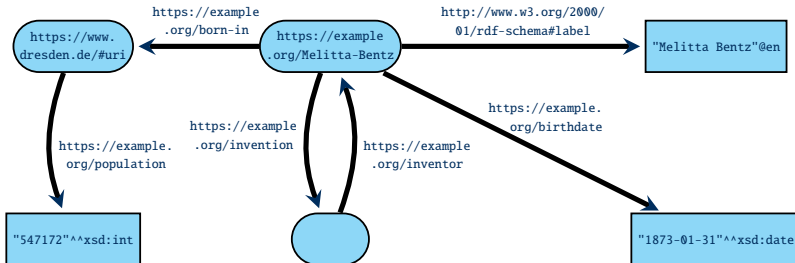 https://example
.org/born-in
http://www.w3.org/2000/
01/rdf-schema#label
https://www.
dresden.de/#uri
https://example
.org/Melitta-Bentz
"Melitta Bentz"@en
https://example.
org/population
https://example
.org/invention
https://example
.org/inventor
https://example.
org/birthdate
"547172"^^xsd:int
"1873-01-31"^^xsd:date